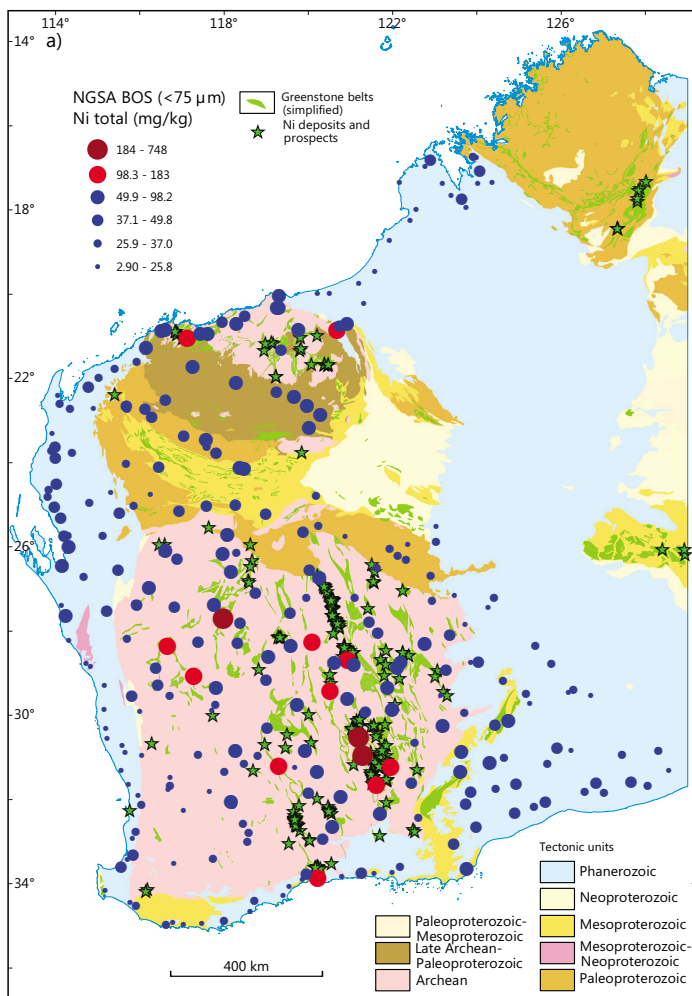 114° 118° 122° 126°
14°
a)
NGSA BOS (<75 µm)
Ni total (mg/kg)
184 - 748
98.3 - 183
49.9 - 98.2
37.1 - 49.8
25.9 - 37.0
2.90 - 25.8
Greenstone belts
(simplified)
Ni deposits and
prospects
18°
22°
26°
30°
34°
400 km
Paleoproterozoic-
Mesoproterozoic
Late Archean-
Paleoproterozoic
Archean
Tectonic units
Phanerozoic
Neoproterozoic
Mesoproterozoic
Mesoproterozoic-
Neoproterozoic
Paleoproterozoic